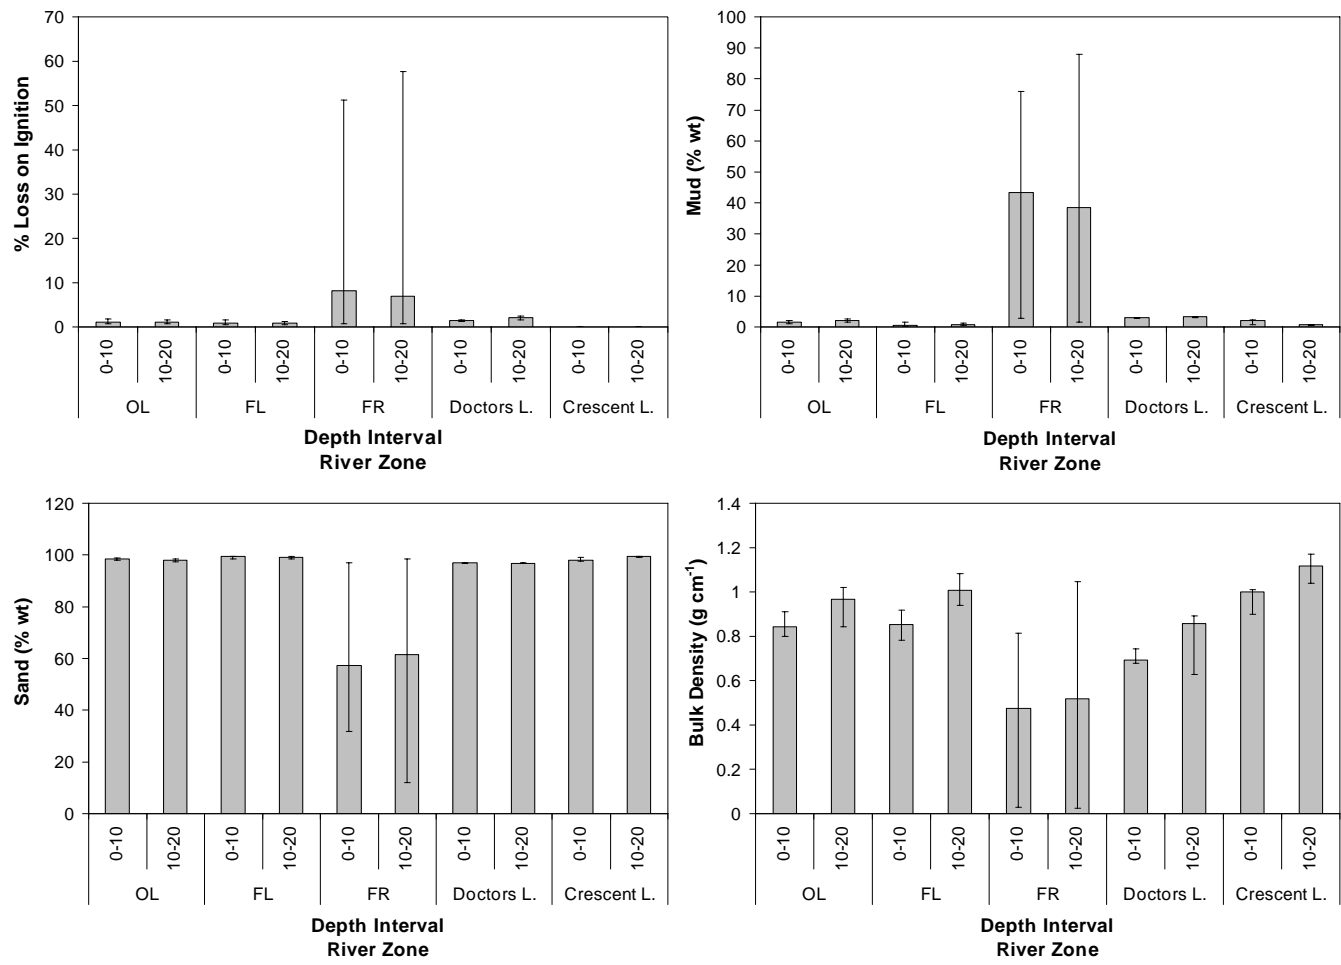 % Loss on Ignition
70
60
50
40
30
20
10
0
0-10 10-20 0-10 10-20 0-10 10-20 0-10 10-20 0-10 10-20
OL FL FR Doctors L. Crescent L.
Depth Interval
River Zone
Mud (% wt)
100
90
80
70
60
50
40
30
20
10
0
0-10 10-20 0-10 10-20 0-10 10-20 0-10 10-20 0-10 10-20
OL FL FR Doctors L. Crescent L.
Depth Interval
River Zone
Sand (% wt)
120
100
80
60
40
20
0
0-10 10-20 0-10 10-20 0-10 10-20 0-10 10-20 0-10 10-20
OL FL FR Doctors L. Crescent L.
Depth Interval
River Zone
Bulk Density (g cm⁻¹)
1.4
1.2
1
0.8
0.6
0.4
0.2
0
0-10 10-20 0-10 10-20 0-10 10-20 0-10 10-20 0-10 10-20
OL FL FR Doctors L. Crescent L.
Depth Interval
River Zone